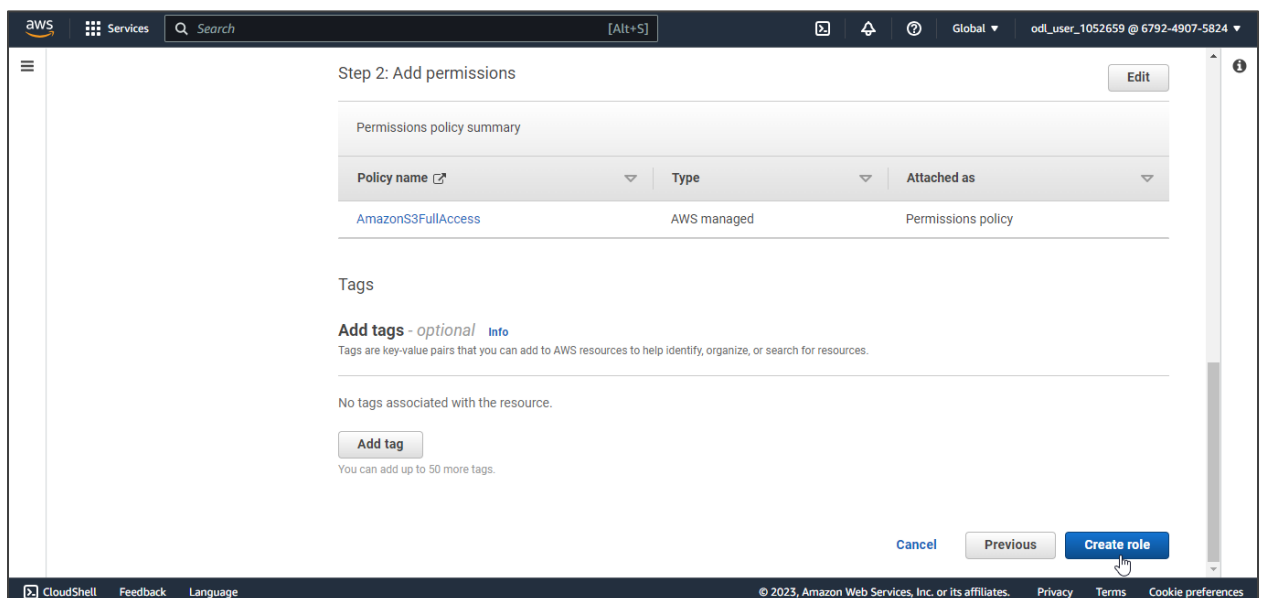 aws Services Search [Alt+S] Global odl_user_1052659 @ 6792-4907-5824
Step 2: Add permissions
Edit
Permissions policy summary
Policy name Type Attached as
AmazonS3FullAccess AWS managed Permissions policy
Tags
Add tags - optional Info
Tags are key-value pairs that you can add to AWS resources to help identify, organize, or search for resources.
No tags associated with the resource.
Add tag
You can add up to 50 more tags.
Cancel Previous Create role
CloudShell Feedback Language © 2023, Amazon Web Services, Inc. or its affiliates. Privacy Terms Cookie preferences